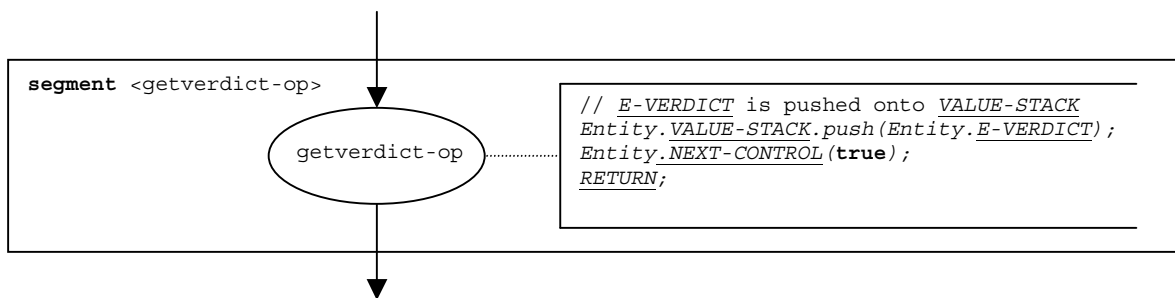 segment <getverdict-op>
getverdict-op
// E-VERDICT is pushed onto VALUE-STACK
Entity.VALUE-STACK.push(Entity.E-VERDICT);
Entity.NEXT-CONTROL(true);
RETURN;